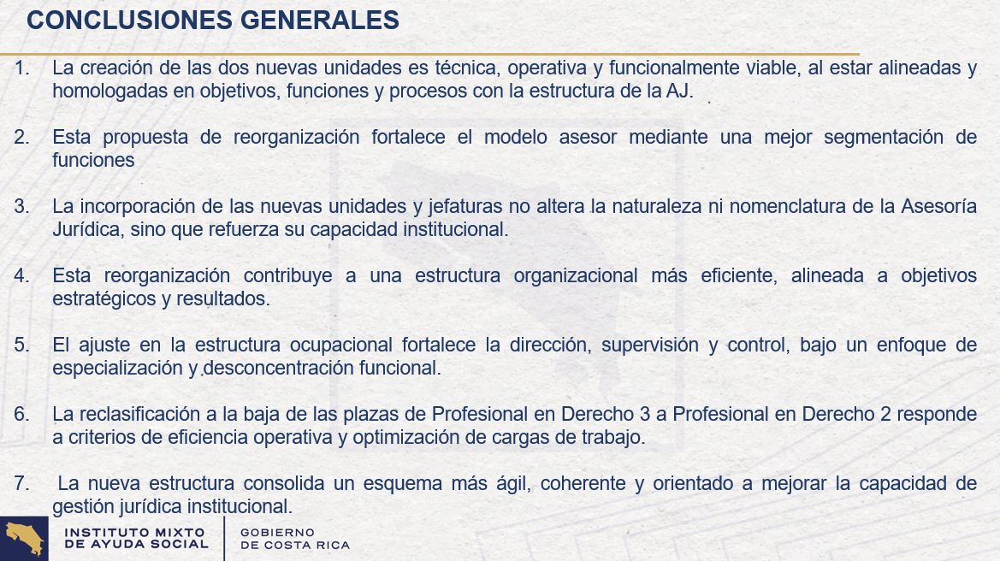 CONCLUSIONES GENERALES
1. La creación de las dos nuevas unidades es técnica, operativa y funcionalmente viable, al estar alineadas y
homologadas en objetivos, funciones y procesos con la estructura de la AJ.
2. Esta propuesta de reorganización fortalece el modelo asesor mediante una mejor segmentación de
funciones
3. La incorporación de las nuevas unidades y jefaturas no altera la naturaleza ni nomenclatura de la Asesoría
Jurídica, sino que refuerza su capacidad institucional.
4. Esta reorganización contribuye a una estructura organizacional más eficiente, alineada a objetivos
estratégicos y resultados.
5. El ajuste en la estructura ocupacional fortalece la dirección, supervisión y control, bajo un enfoque de
especialización y desconcentración funcional.
6. La reclasificación a la baja de las plazas de Profesional en Derecho 3 a Profesional en Derecho 2 responde
a criterios de eficiencia operativa y optimización de cargas de trabajo.
7. La nueva estructura consolida un esquema más ágil, coherente y orientado a mejorar la capacidad de
gestión jurídica institucional.
INSTITUTO MIXTO
DE AYUDA SOCIAL
GOBIERNO
DE COSTA RICA